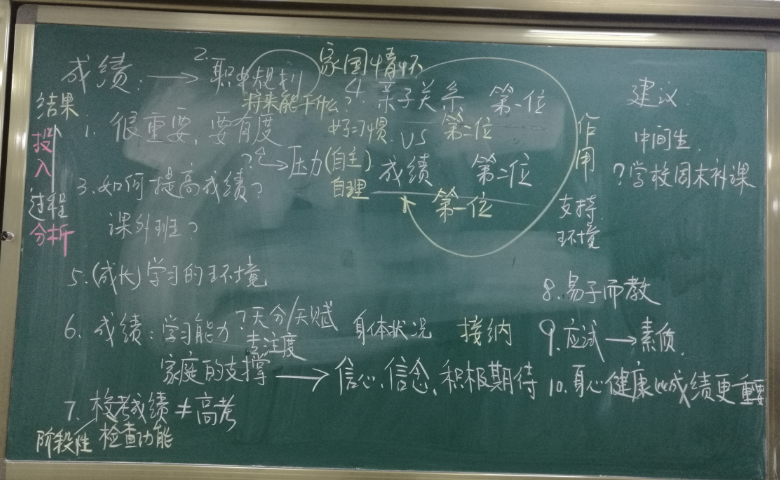 成绩：→
2. 职业规划
将来能干什么？
家国情怀
结果
投入
过程
分析
1. 很重要，要有度
?→压力(自主)
自理
好习惯
4. 亲子关系 第一位
第二位
VS
成绩 第二位
第一位
作用
支持
环境
建议
中间生
?学校周末补课
3. 如何提高成绩？
课外班？
5. (成长)学习的环境
6. 成绩：学习能力？天分/天赋 身体状况 接纳
专注度
家庭的支撑→信心、信念、积极期待
7. 校考成绩≠高考
阶段性 检查功能
8. 易子而教
9. 应试→素质
10. 身心健康比成绩更重要